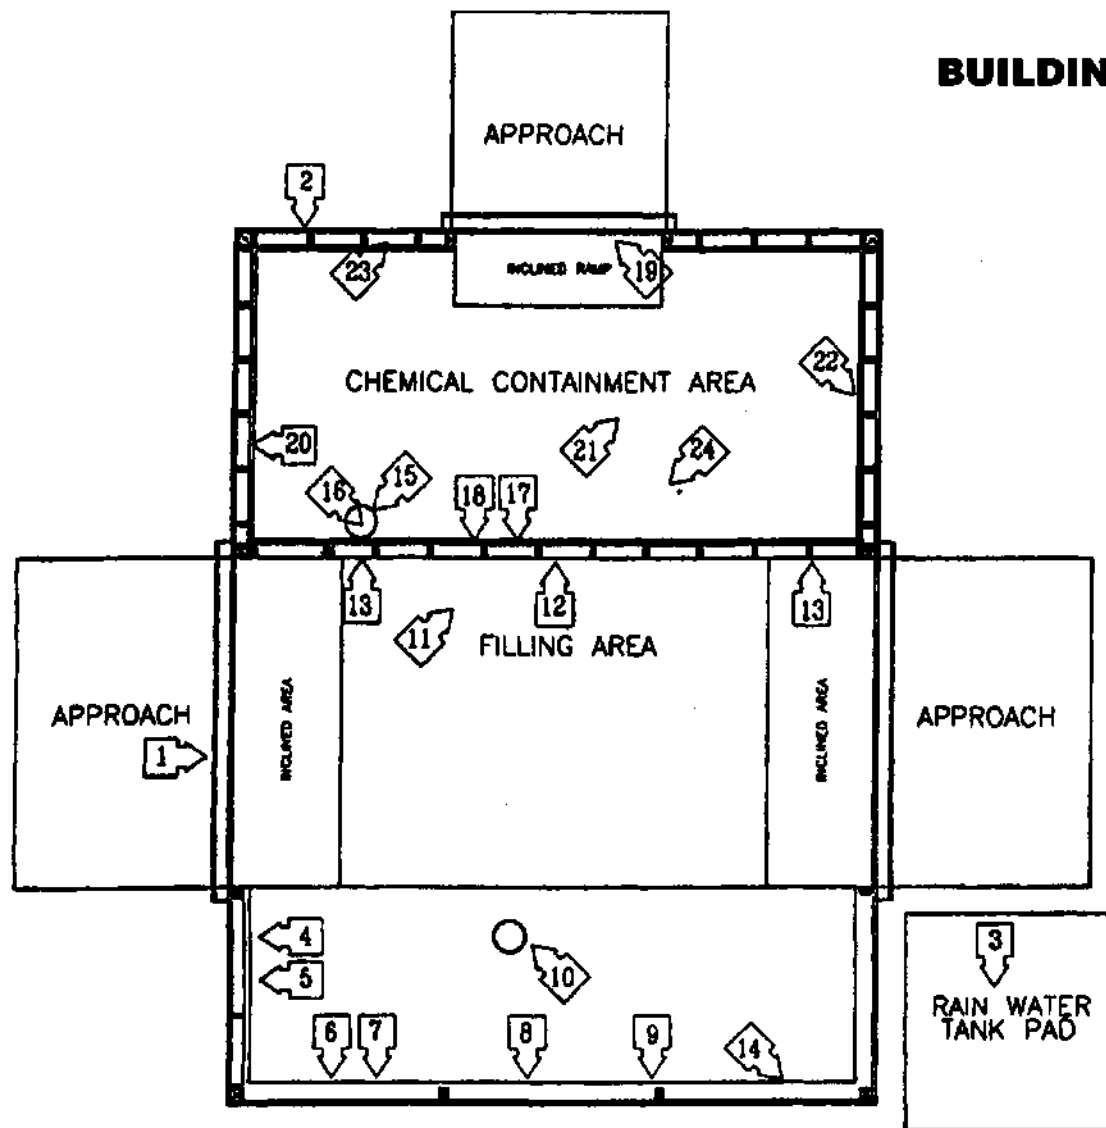 BUILDIN
APPROACH
2
23
INCLINED RAMP
19
22
CHEMICAL CONTAINMENT AREA
20
21
24
16
15
18
17
13
12
13
11
FILLING AREA
APPROACH
INCLINED AREA
INCLINED AREA
APPROACH
1
4
3
5
10
RAIN WATER
TANK PAD
6
7
8
9
14